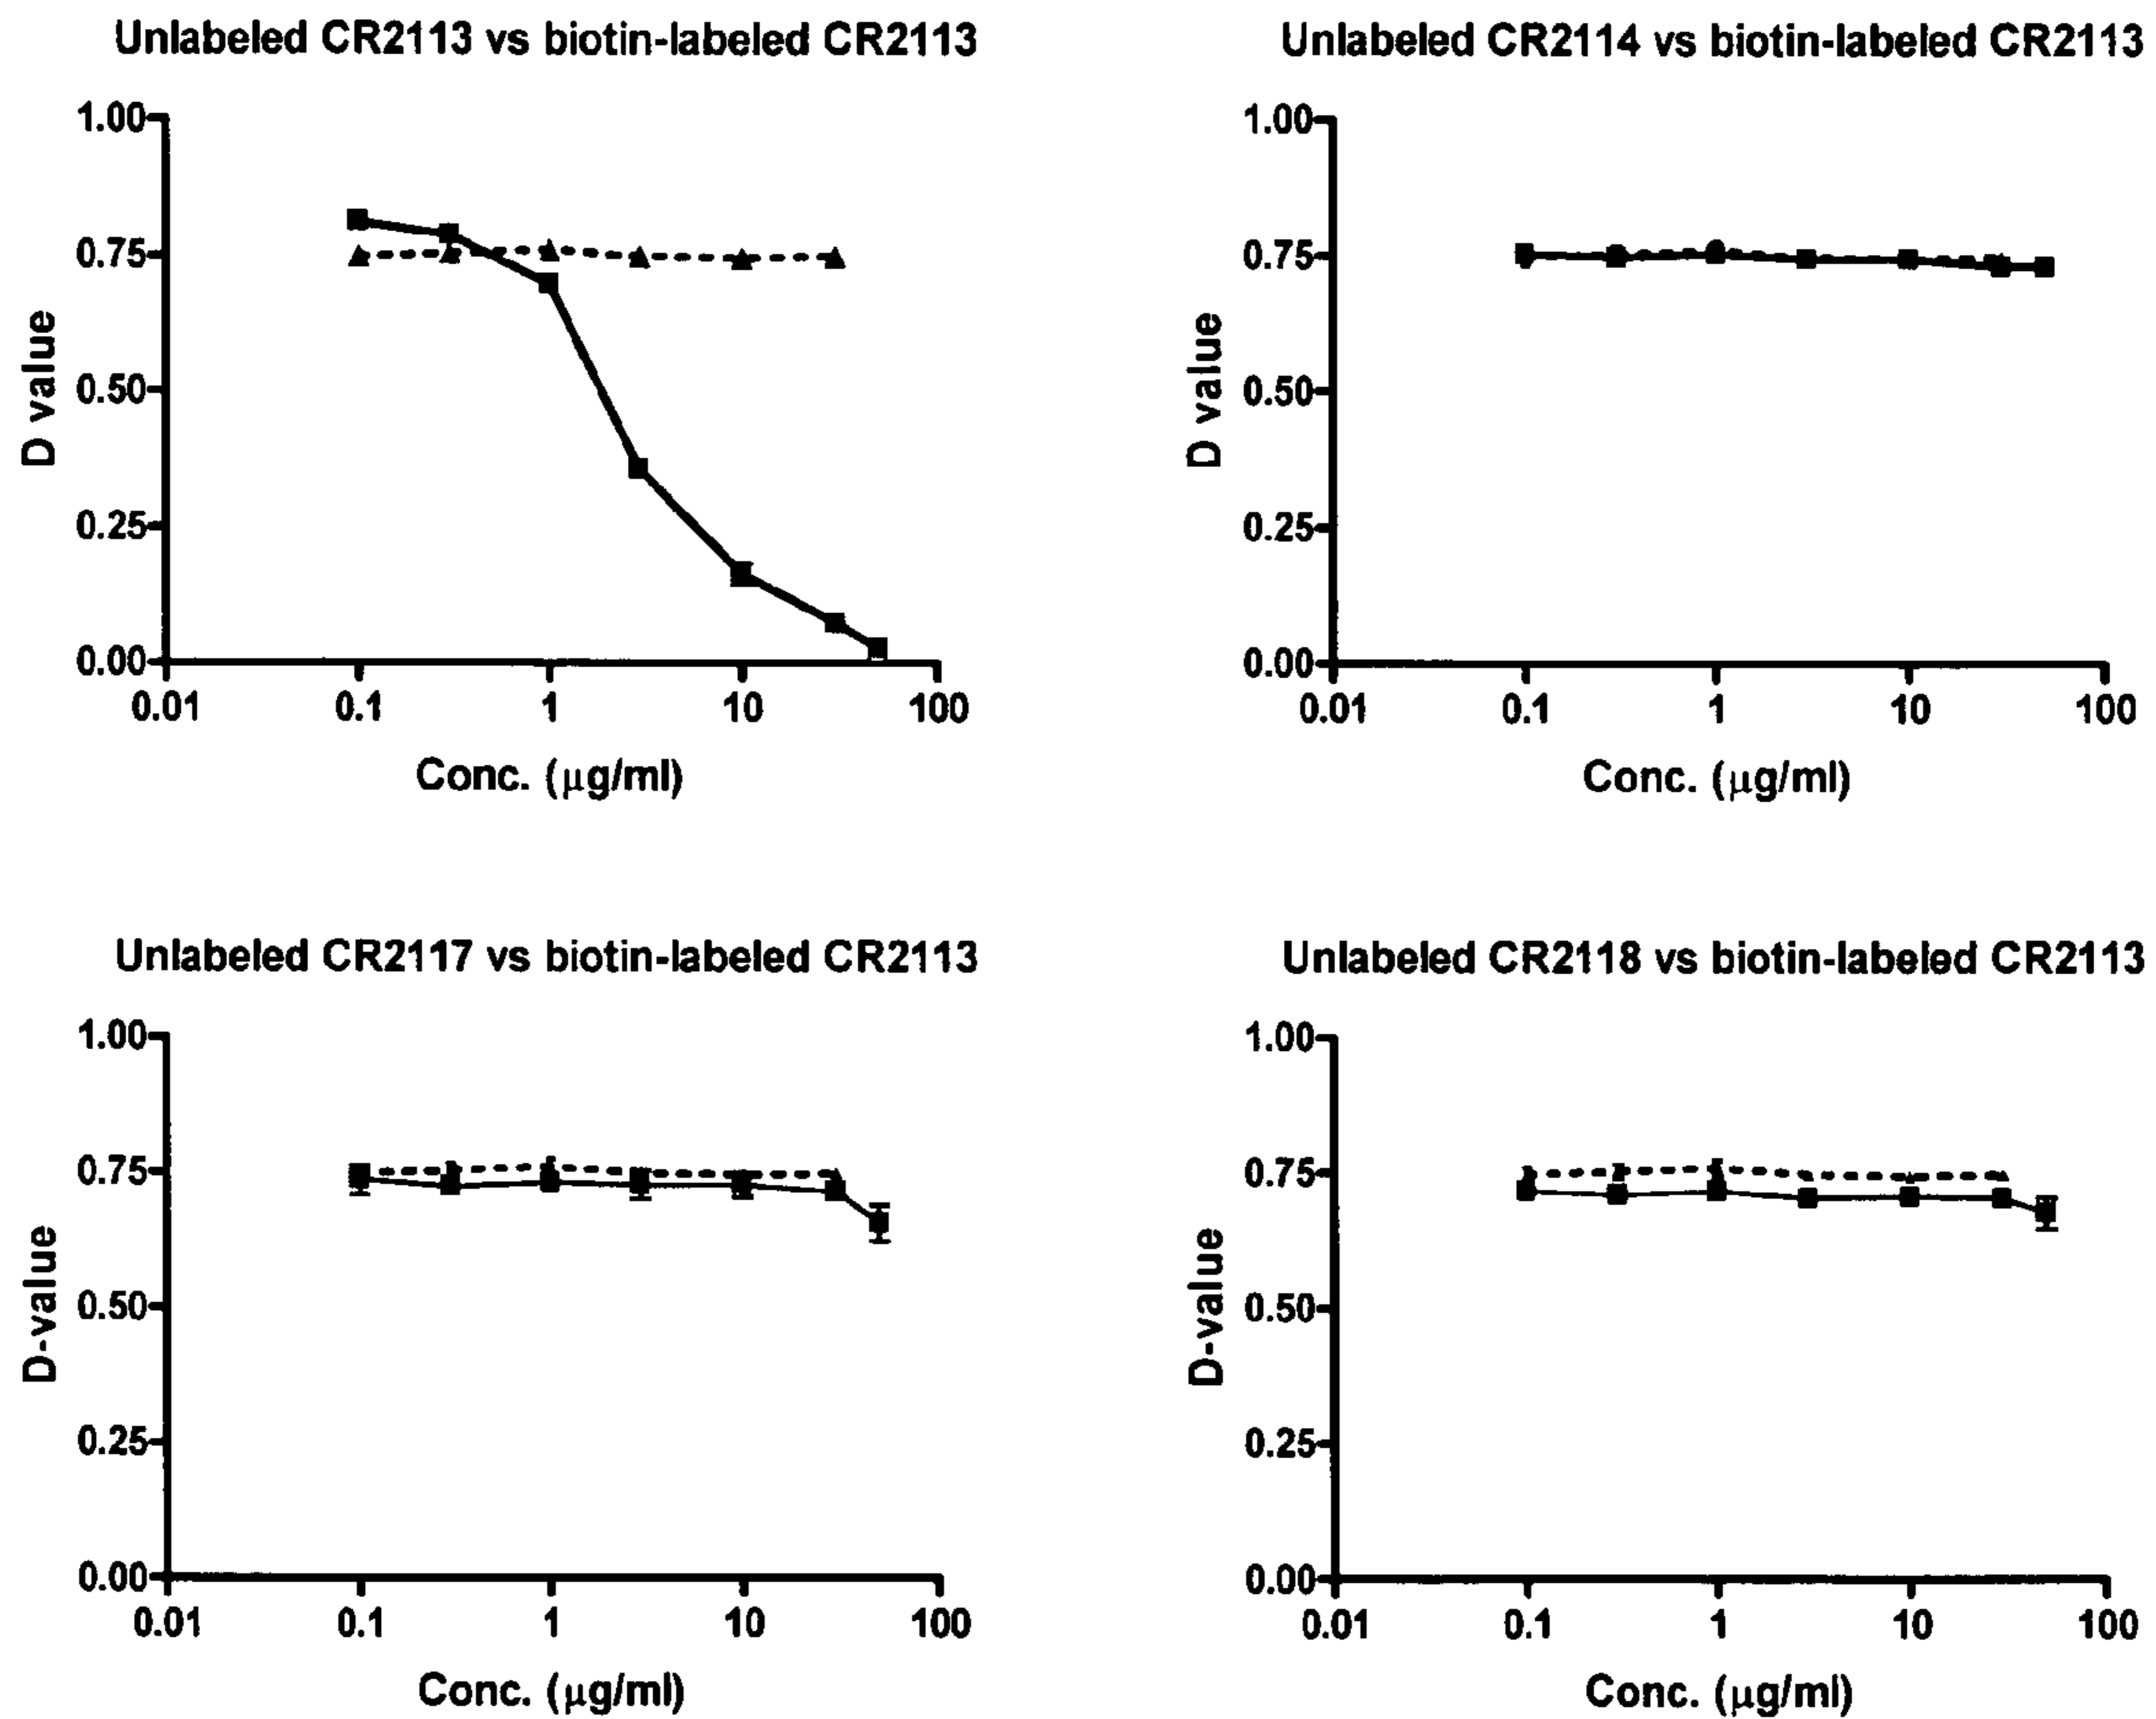 Unlabeled CR2113 vs biotin-labeled CR2113
1.00
0.75
0.50
0.25
0.00
D value
0.01 0.1 1 10 100
Conc. (μg/ml)
Unlabeled CR2114 vs biotin-labeled CR2113
1.00
0.75
0.50
0.25
0.00
D value
0.01 0.1 1 10 100
Conc. (μg/ml)
Unlabeled CR2117 vs biotin-labeled CR2113
1.00
0.75
0.50
0.25
0.00
D-value
0.01 0.1 1 10 100
Conc. (μg/ml)
Unlabeled CR2118 vs biotin-labeled CR2113
1.00
0.75
0.50
0.25
0.00
D-value
0.01 0.1 1 10 100
Conc. (μg/ml)